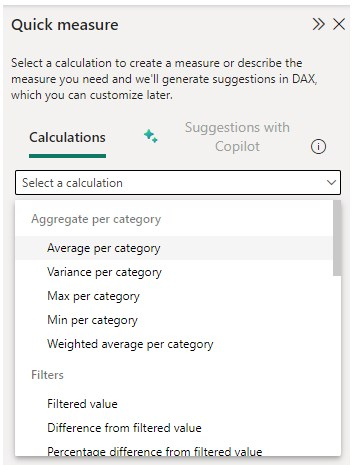 Quick measure
Select a calculation to create a measure or describe the
measure you need and we'll generate suggestions in DAX,
which you can customize later.
Calculations
Suggestions with
Copilot
Select a calculation
Aggregate per category
Average per category
Variance per category
Max per category
Min per category
Weighted average per category
Filters
Filtered value
Difference from filtered value
Percentage difference from filtered value